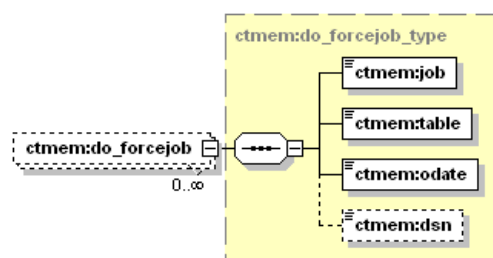 ctmem:do_forcejob_type
ctmem:job
ctmem:table
ctmem:do_forcejob
ctmem:odate
0..∞
ctmem:dsn